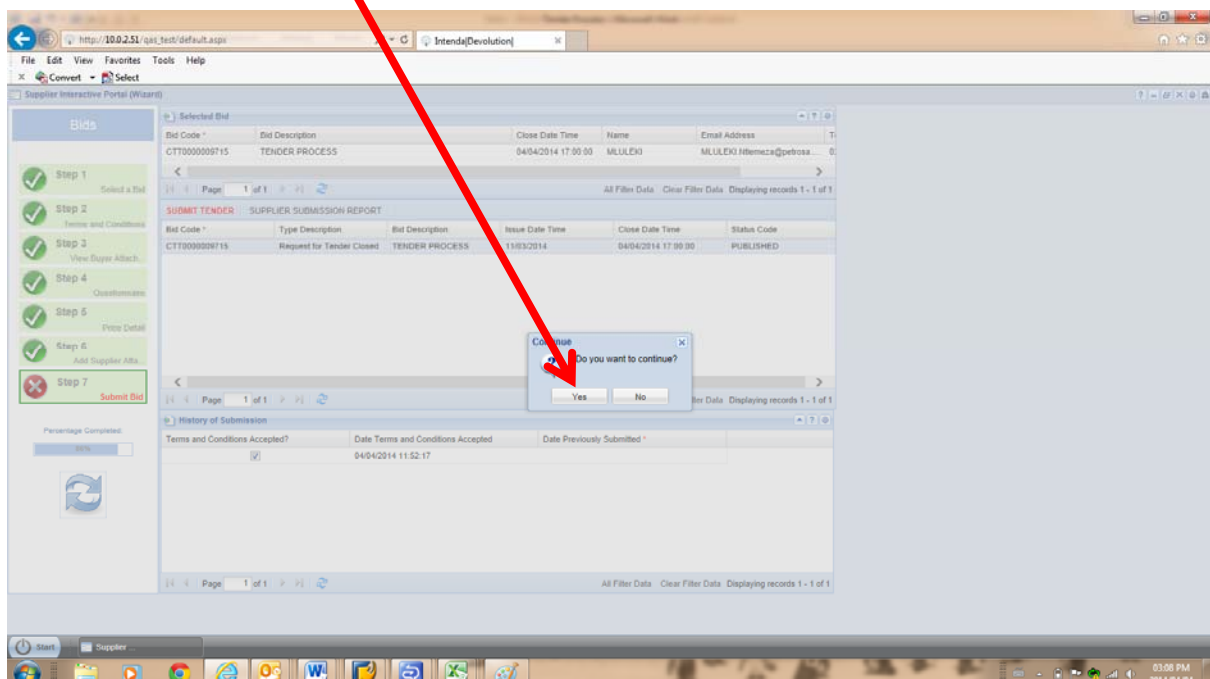 http://10.0.2.51/qas_test/default.aspx
Intenda|Devolution|
File Edit View Favorites Tools Help
Convert Select
Supplier Interactive Portal (Wizard)
Bids
Step 1
Select a Bid
Step 2
Terms and Conditions
Step 3
View Buyer Attach...
Step 4
Questionnaire
Step 5
Price Detail
Step 6
Add Supplier Atta...
Step 7
Submit Bid
Percentage Completed:
Selected Bid
Bid Code * Bid Description Close Date Time Name Email Address
CTT0000009715 TENDER PROCESS 04/04/2014 17:00:00 MLULEKI
Page 1 of 1 All Filter Data Clear Filter Data Displaying records 1 - 1 of 1
SUBMIT TENDER SUPPLIER SUBMISSION REPORT
Bid Code * Type Description Bid Description Issue Date Time Close Date Time Status Code
CTT0000009715 Request for Tender Closed TENDER PROCESS 11/03/2014 04/04/2014 17:00:00 PUBLISHED
Continue
Do you want to continue?
Yes No
Page 1 of 1 Data Displaying records 1 - 1 of 1
History of Submission
Terms and Conditions Accepted? Date Terms and Conditions Accepted Date Previously Submitted *
04/04/2014 11:52:17
Page 1 of 1 All Filter Data Clear Filter Data Displaying records 1 - 1 of 1
Start Supplier ...
03:08 PM